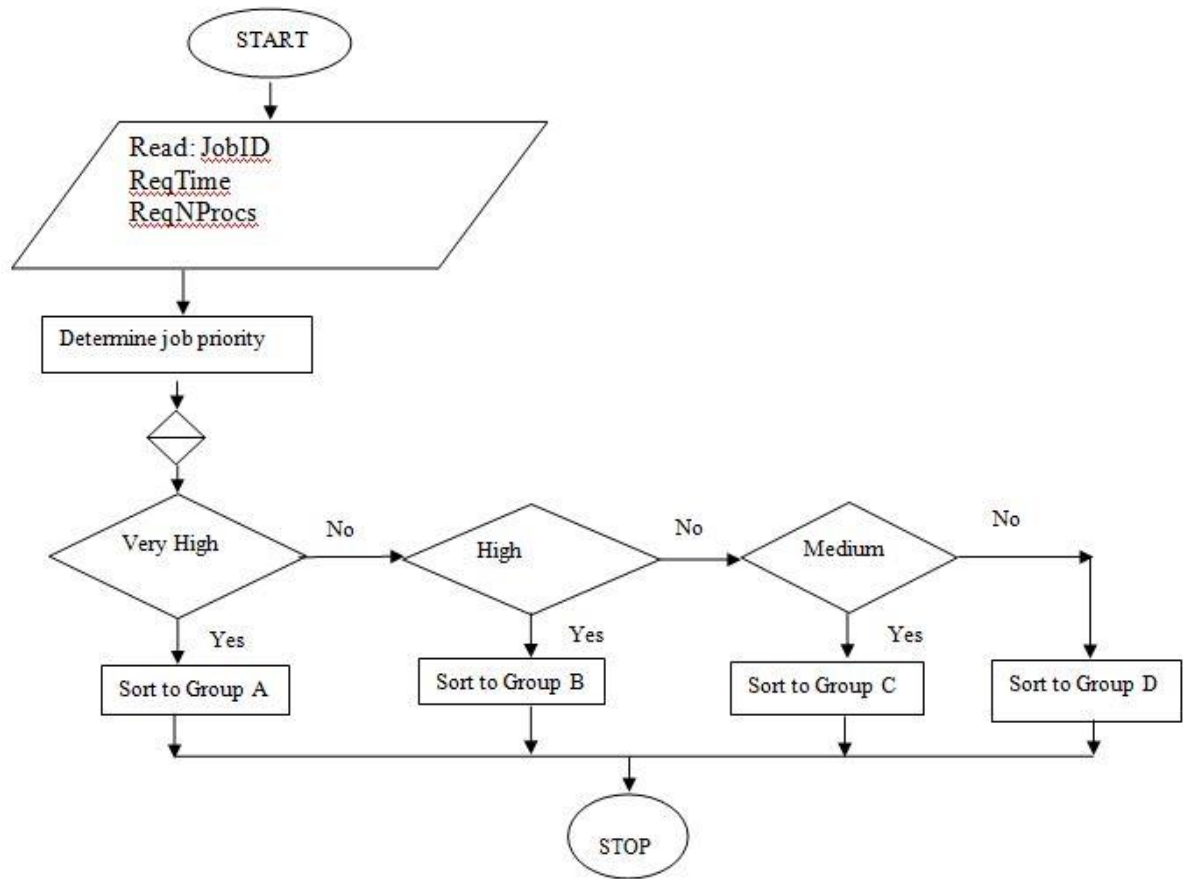 START
Read: JobID
ReqTime
ReqNProcs
Determine job priority
Very High
No
High
No
Medium
No
Yes
Yes
Yes
Sort to Group A
Sort to Group B
Sort to Group C
Sort to Group D
STOP